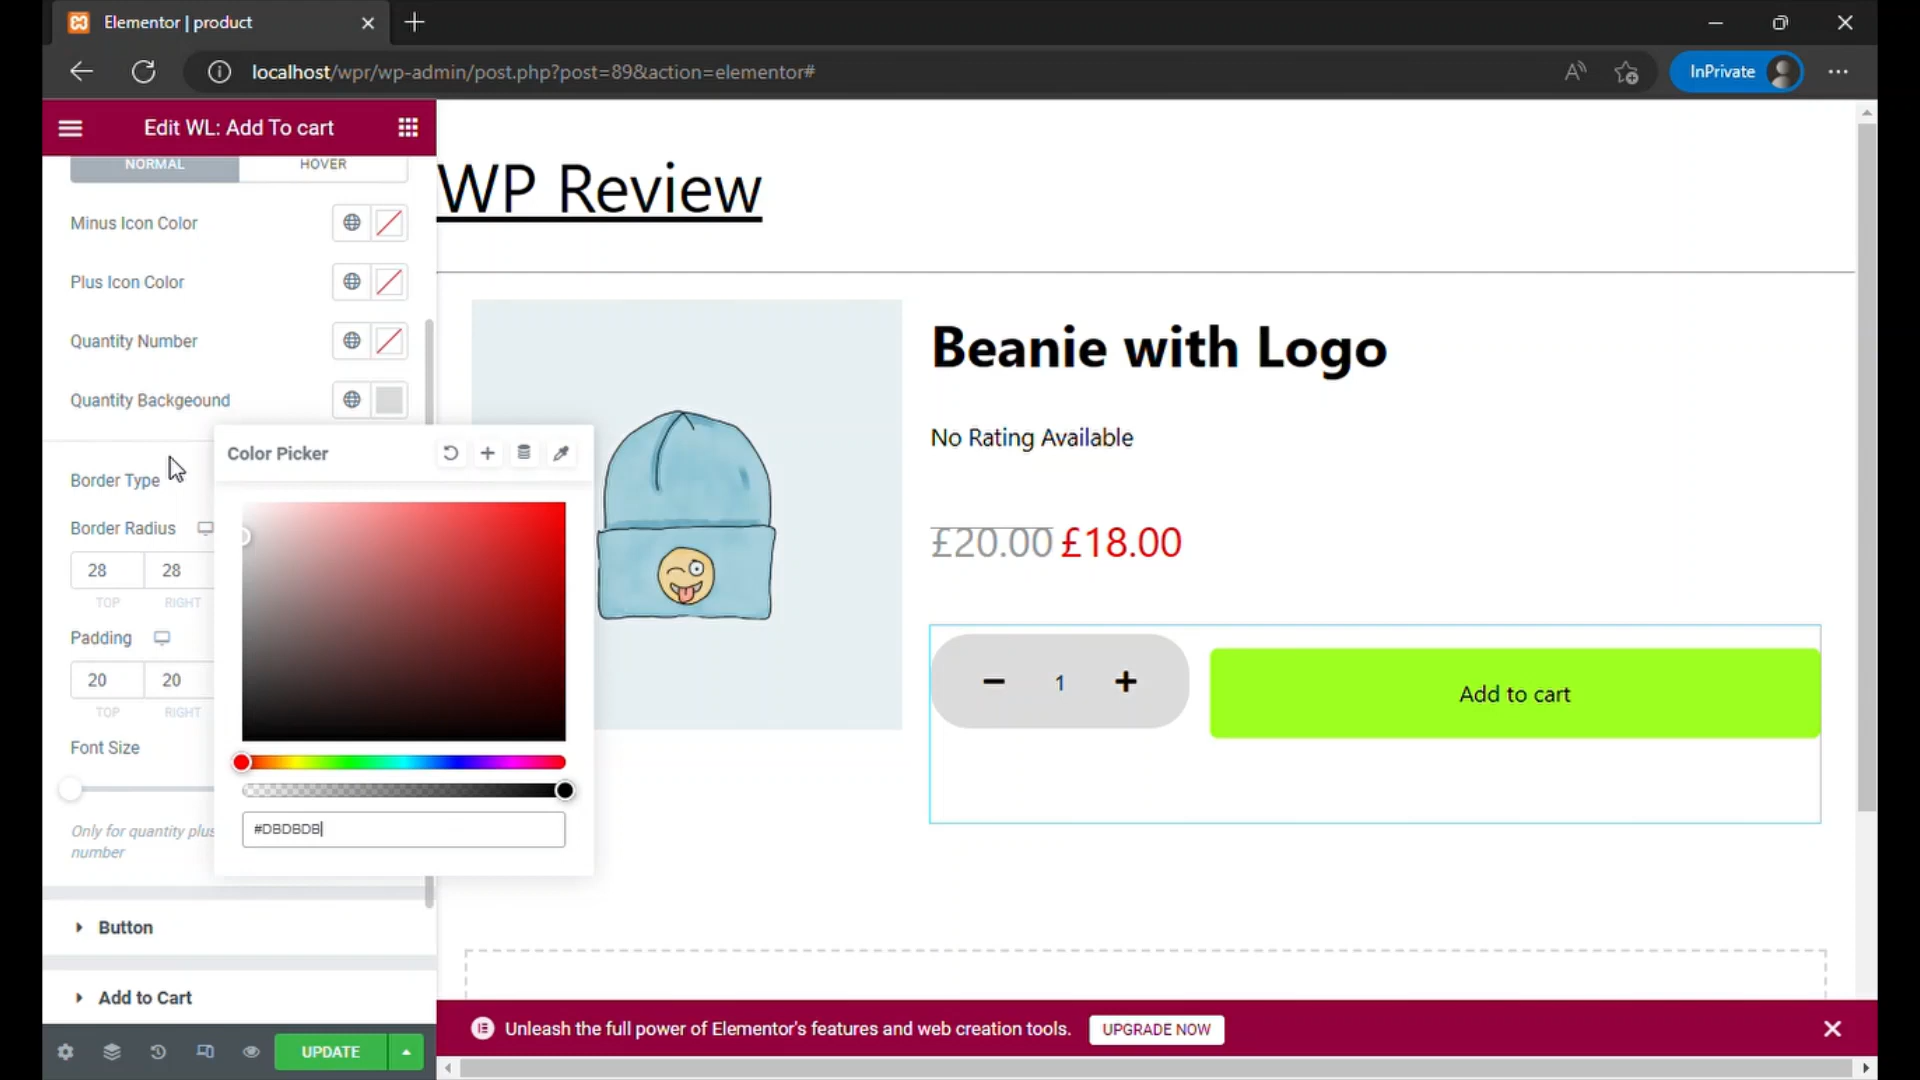 Elementor | product
localhost/wpr/wp-admin/post.php?post=89&action=elementor#
InPrivate
Edit WL: Add To cart
NORMAL
HOVER
Minus Icon Color
Plus Icon Color
Quantity Number
Quantity Backgeound
Border Type
Border Radius
28
28
TOP
RIGHT
Padding
20
20
TOP
RIGHT
Font Size
Only for quantity plus
number
Button
Add to Cart
UPDATE
Color Picker
#DBDBDB
WP Review
Beanie with Logo
No Rating Available
£20.00 £18.00
1
Add to cart
Unleash the full power of Elementor's features and web creation tools.
UPGRADE NOW